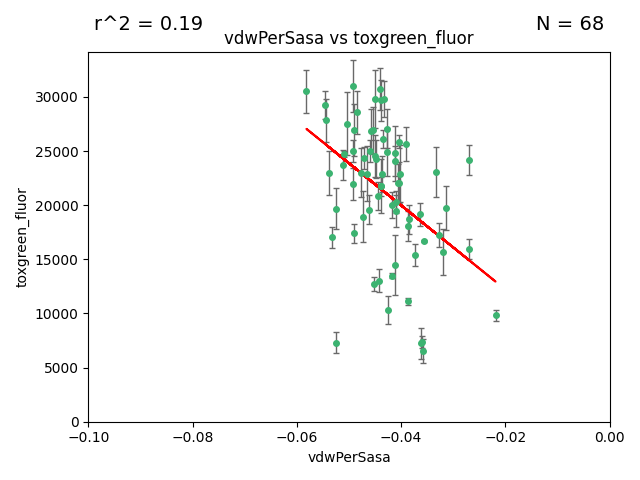 r^2 = 0.19
N = 68
vdwPerSasa vs toxgreen_fluor
30000
25000
20000
15000
10000
5000
0
toxgreen_fluor
−0.10
−0.08
−0.06
−0.04
−0.02
0.00
vdwPerSasa